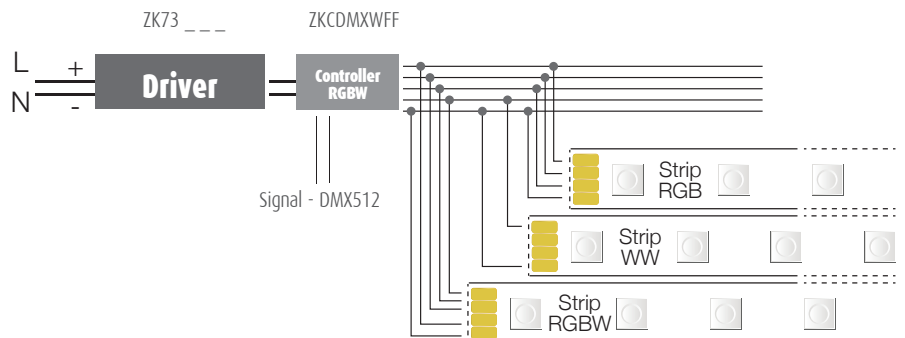 ZK73 _ _ _
ZKCDMXWFF
L
+
N
-
Driver
Controller
RGBW
Signal - DMX512
Strip
RGB
Strip
WW
Strip
RGBW